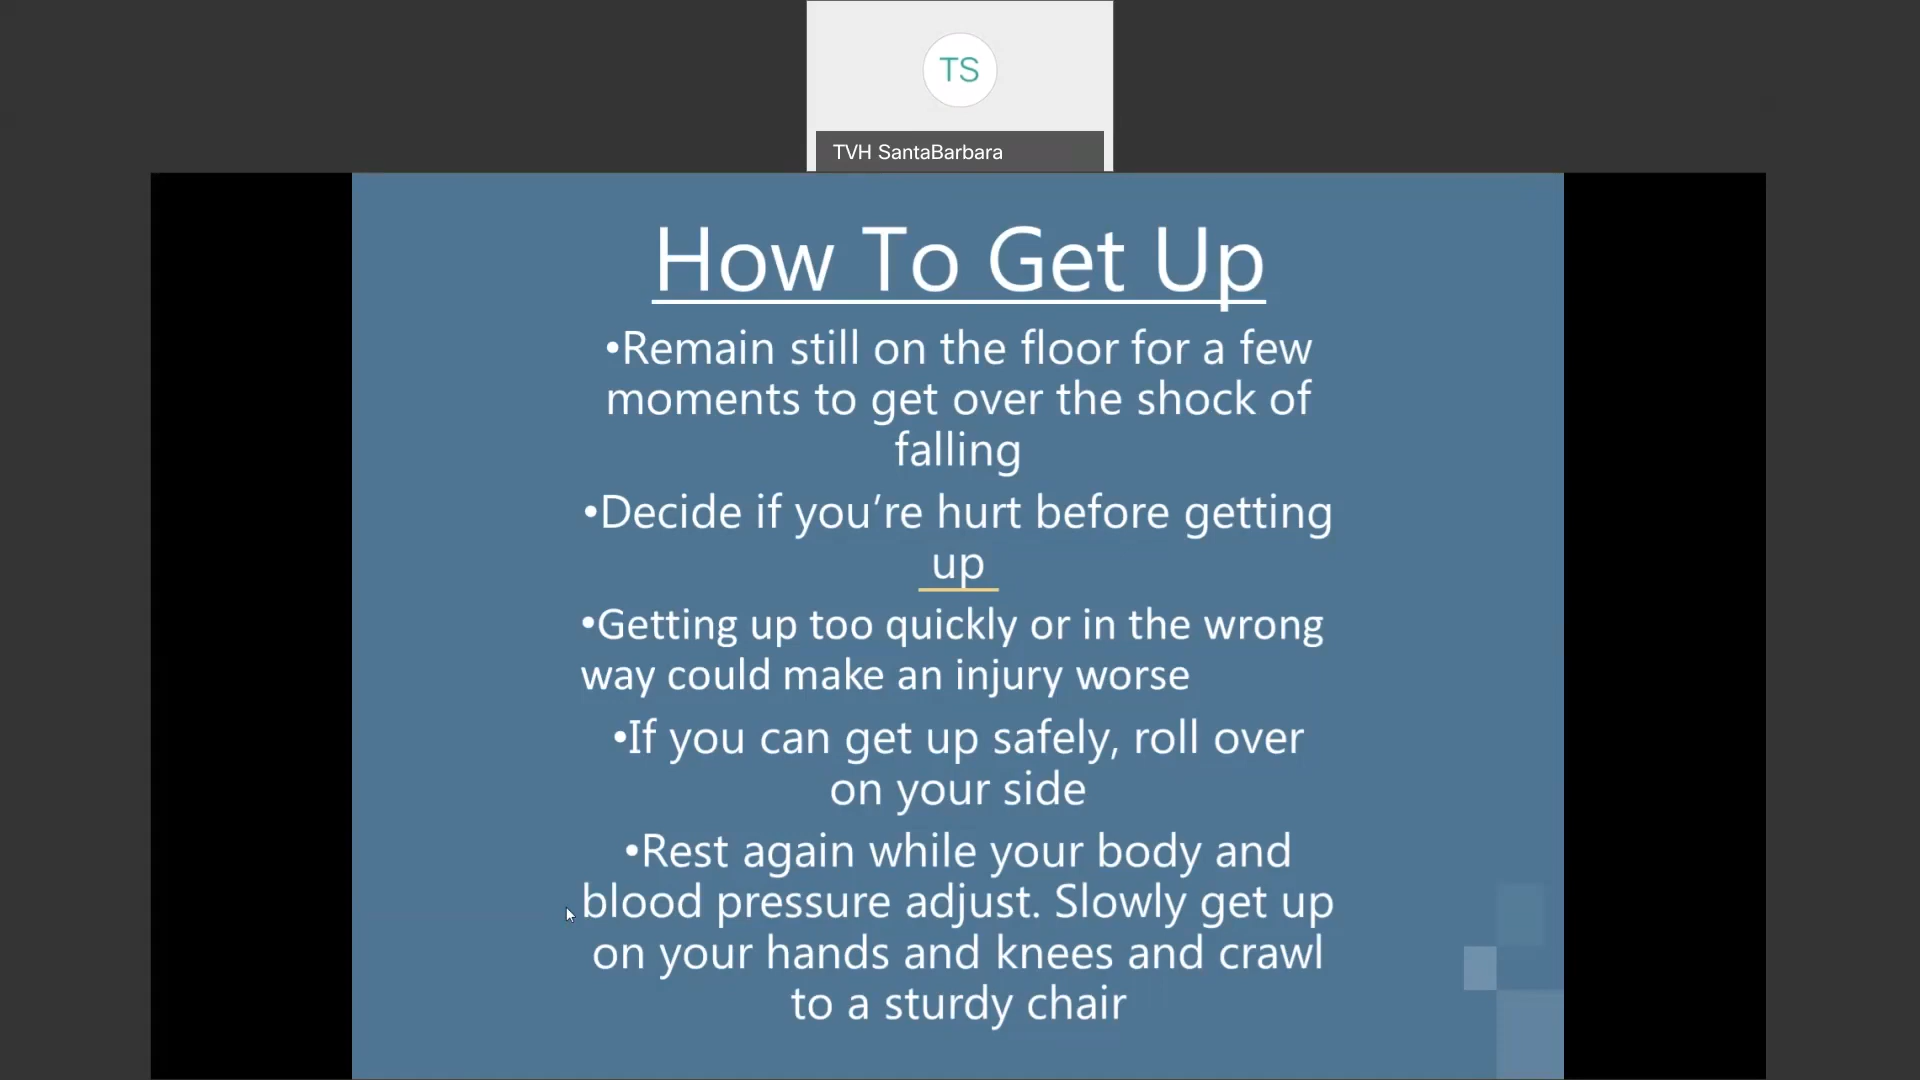 TS
TVH SantaBarbara
How To Get Up
•Remain still on the floor for a few
moments to get over the shock of
falling
•Decide if you’re hurt before getting
up
•Getting up too quickly or in the wrong
way could make an injury worse
•If you can get up safely, roll over
on your side
•Rest again while your body and
blood pressure adjust. Slowly get up
on your hands and knees and crawl
to a sturdy chair